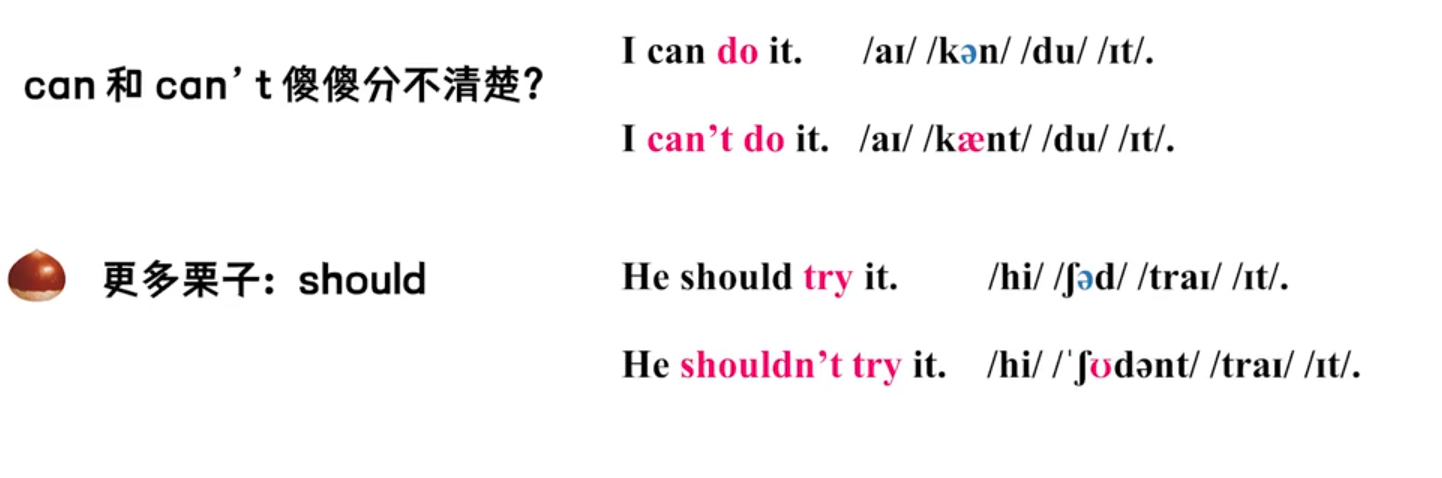 I can do it. /aɪ/ /kən/ /du/ /ɪt/.
can 和 can't 傻傻分不清楚？
I can't do it. /aɪ/ /kænt/ /du/ /ɪt/.
更多栗子：should
He should try it. /hi/ /ʃəd/ /traɪ/ /ɪt/.
He shouldn't try it. /hi/ /ˈʃʊdənt/ /traɪ/ /ɪt/.